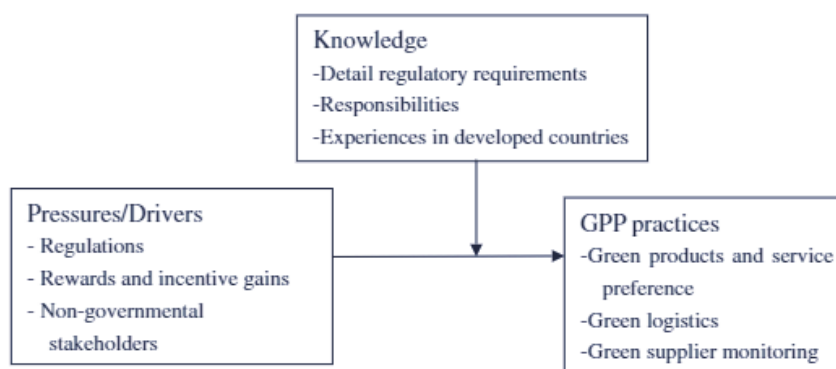 Knowledge
-Detail regulatory requirements
-Responsibilities
-Experiences in developed countries
Pressures/Drivers
- Regulations
- Rewards and incentive gains
- Non-governmental
stakeholders
GPP practices
-Green products and service
preference
-Green logistics
-Green supplier monitoring